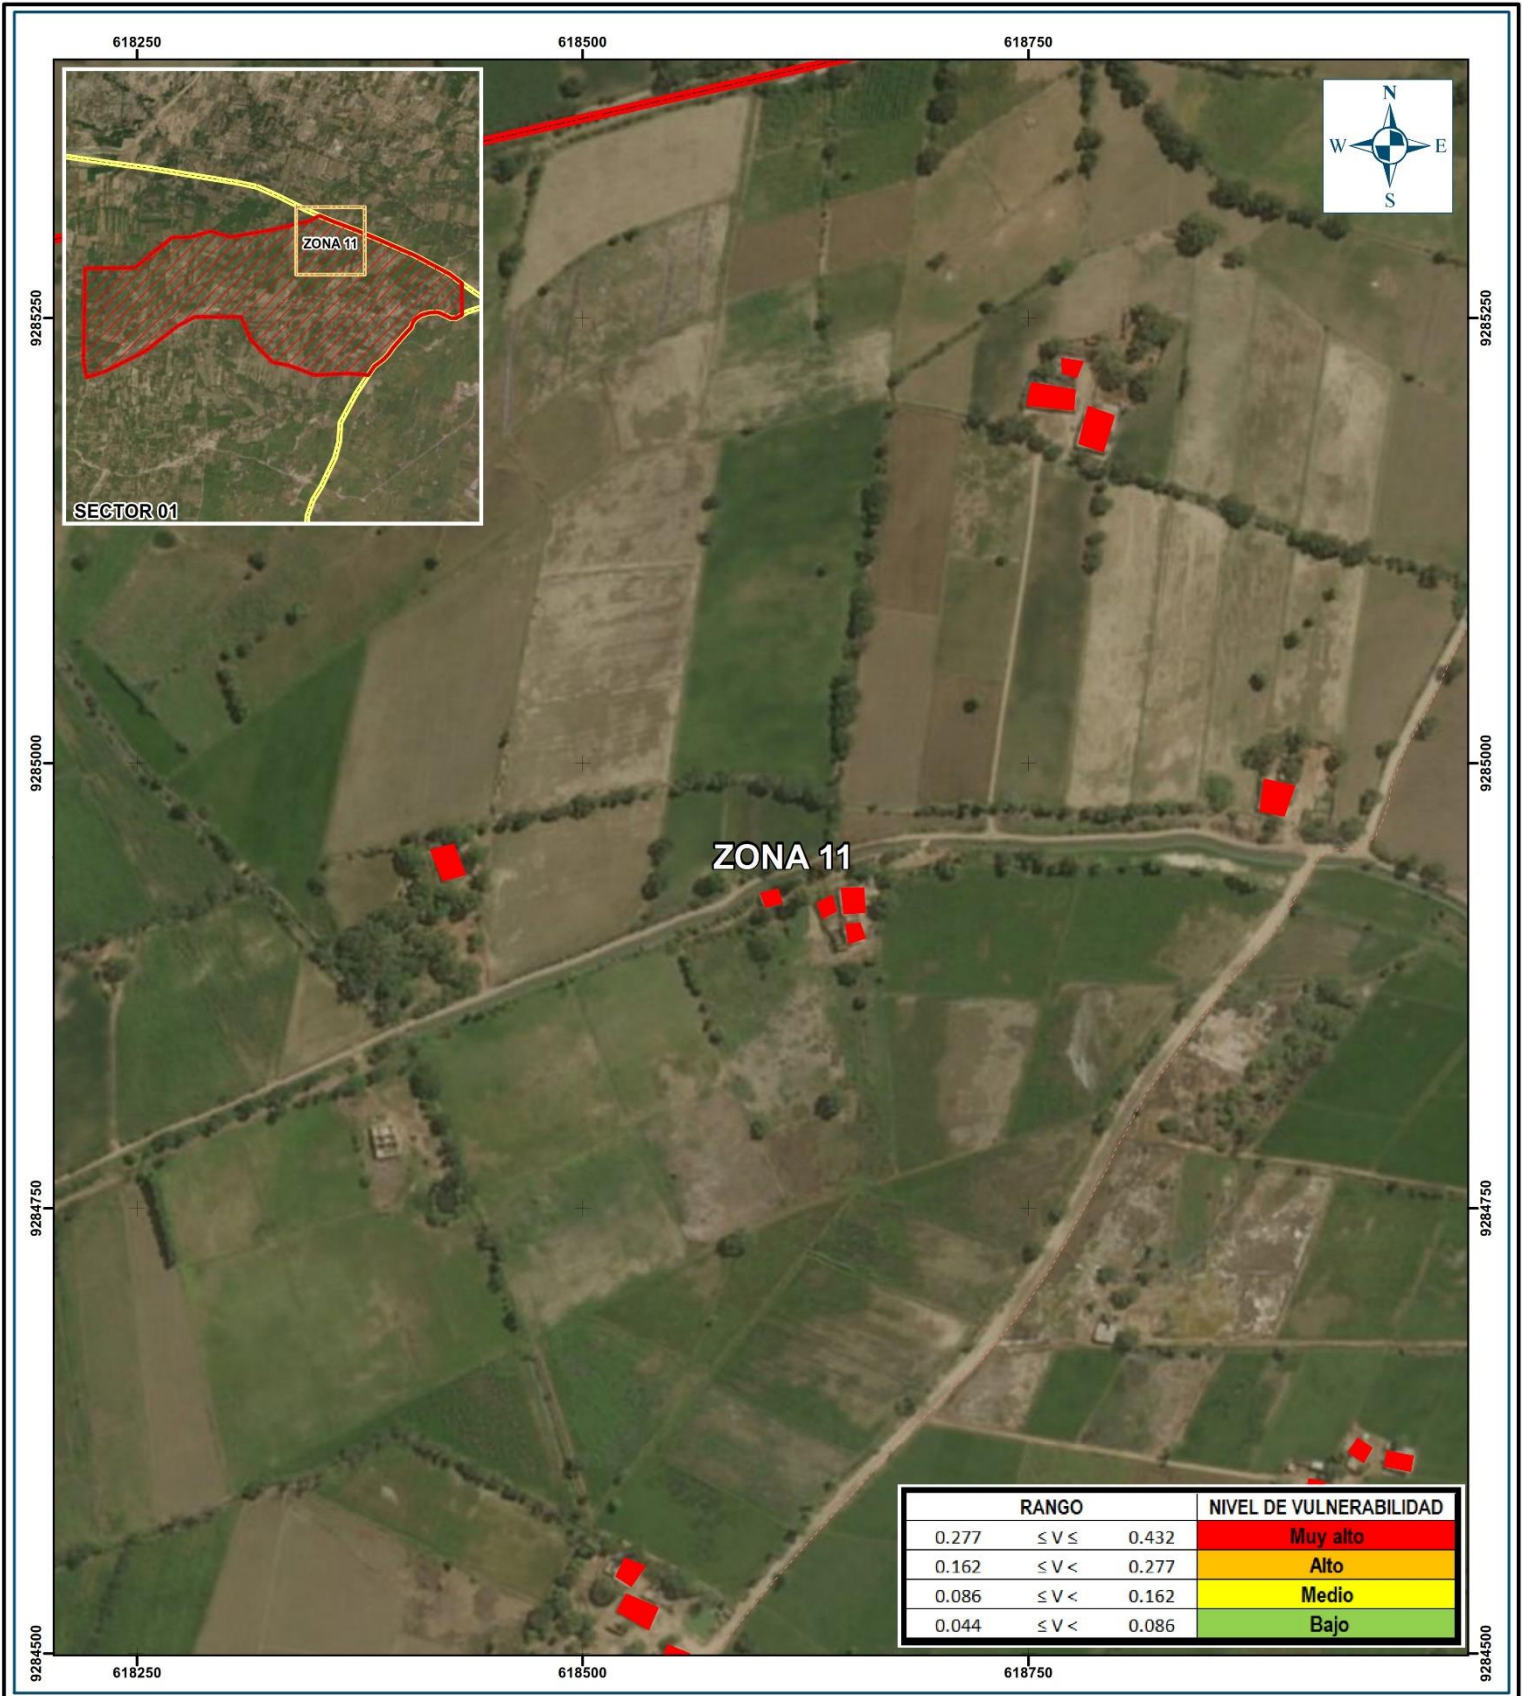 618250 618500 618750
N
W E
S
ZONA 11
SECTOR 01
9285250 9285250
9285000 9285000
ZONA 11
9284750 9284750
RANGO NIVEL DE VULNERABILIDAD
0.277 ≤ V ≤ 0.432 Muy alto
0.162 ≤ V < 0.277 Alto
0.086 ≤ V < 0.162 Medio
0.044 ≤ V < 0.086 Bajo
9284500 9284500
618250 618500 618750